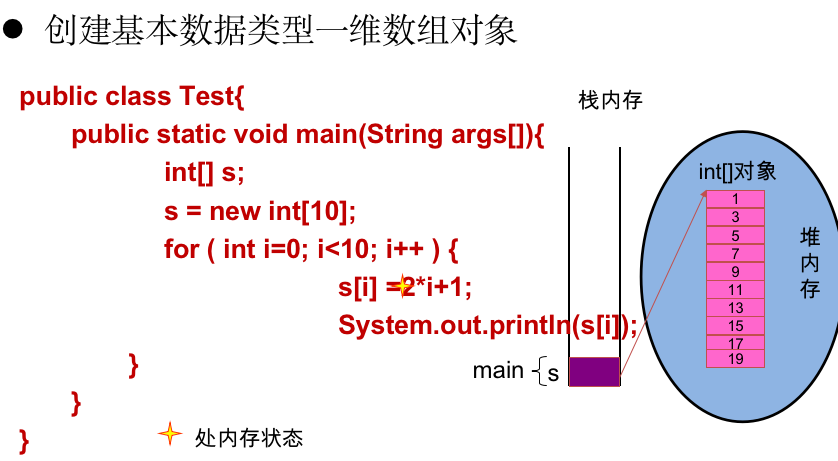 ● 创建基本数据类型一维数组对象
public class Test{
public static void main(String args[]){
int[] s;
s = new int[10];
for ( int i=0; i<10; i++ ) {
s[i] =2*i+1;
System.out.println(s[i]);
}
}
}
处内存状态
栈内存
main
s
int[]对象
1
3
5
7
9
11
13
15
17
19
堆
内
存